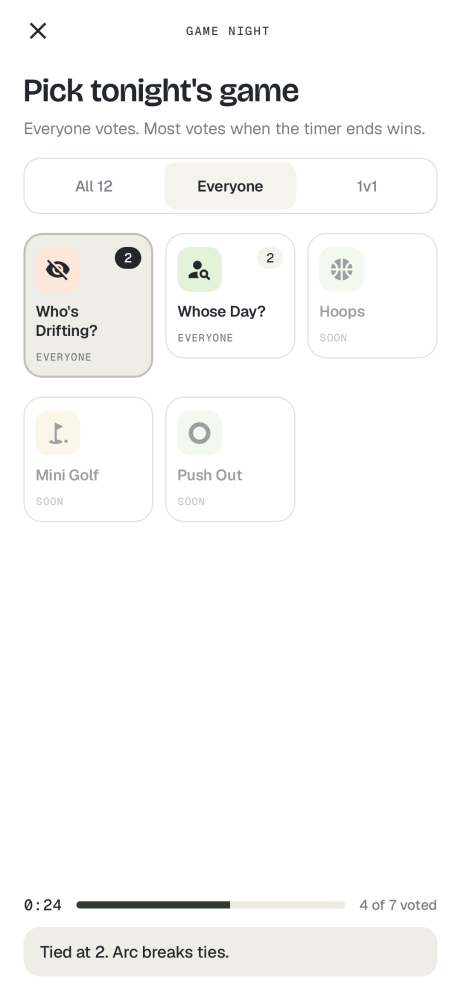 GAME NIGHT
Pick tonight's game
Everyone votes. Most votes when the timer ends wins.
All 12
Everyone
1v1
2
Who's
Drifting?
EVERYONE
2
Whose Day?
EVERYONE
Hoops
SOON
Mini Golf
SOON
Push Out
SOON
0:24
4 of 7 voted
Tied at 2. Arc breaks ties.